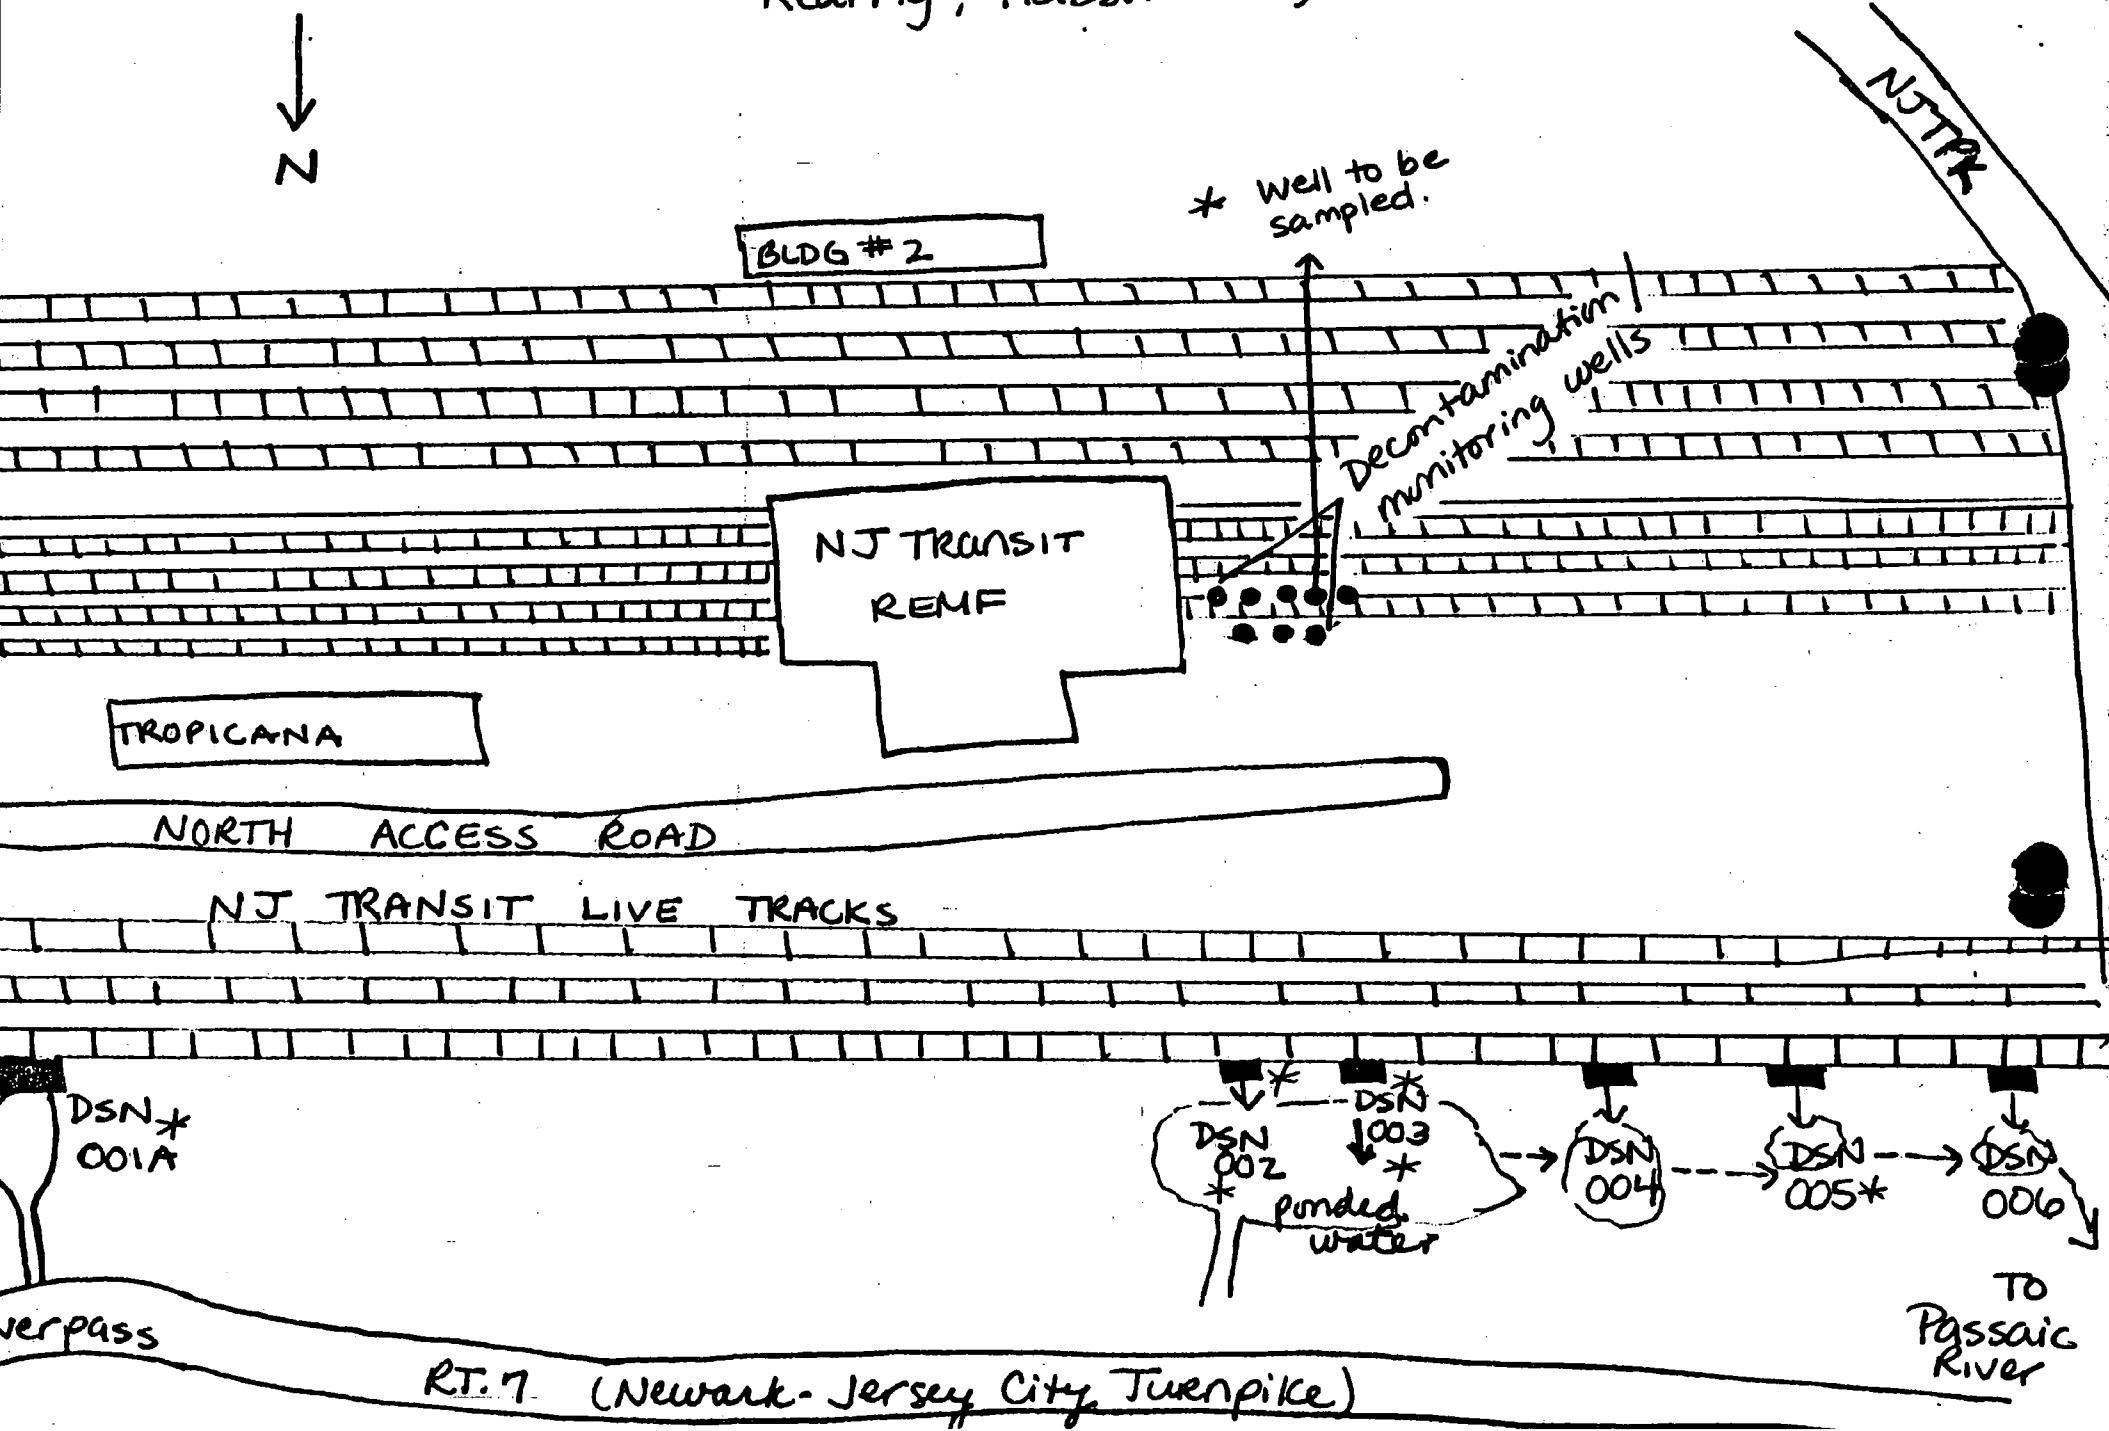 Kearny, Hudson
NJTPK
N
* Well to be
sampled.
BLDG # 2
Decontamination
monitoring wells
NJ TRANSIT
REMF
TROPICANA
NORTH ACCESS ROAD
NJ TRANSIT LIVE TRACKS
* *
DSN *
001A
DSN
002
*
DSN
003
*
ponded
water
DSN
004
DSN
005*
DSN
006
TO
Passaic
River
verpass
RT. 7 (Newark-Jersey City Turnpike)